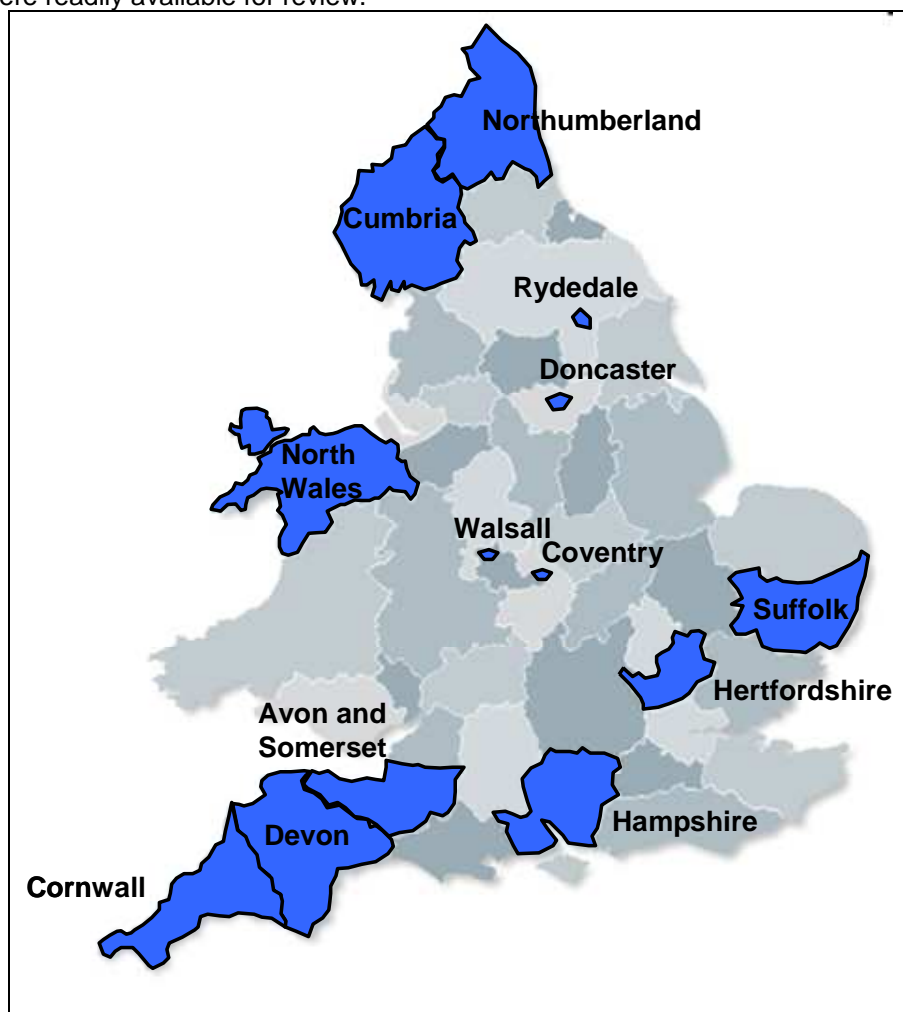 ere readily available for review.
Northumberland
Cumbria
Rydedale
Doncaster
North
Wales
Walsall
Coventry
Suffolk
Hertfordshire
Avon and
Somerset
Hampshire
Devon
Cornwall